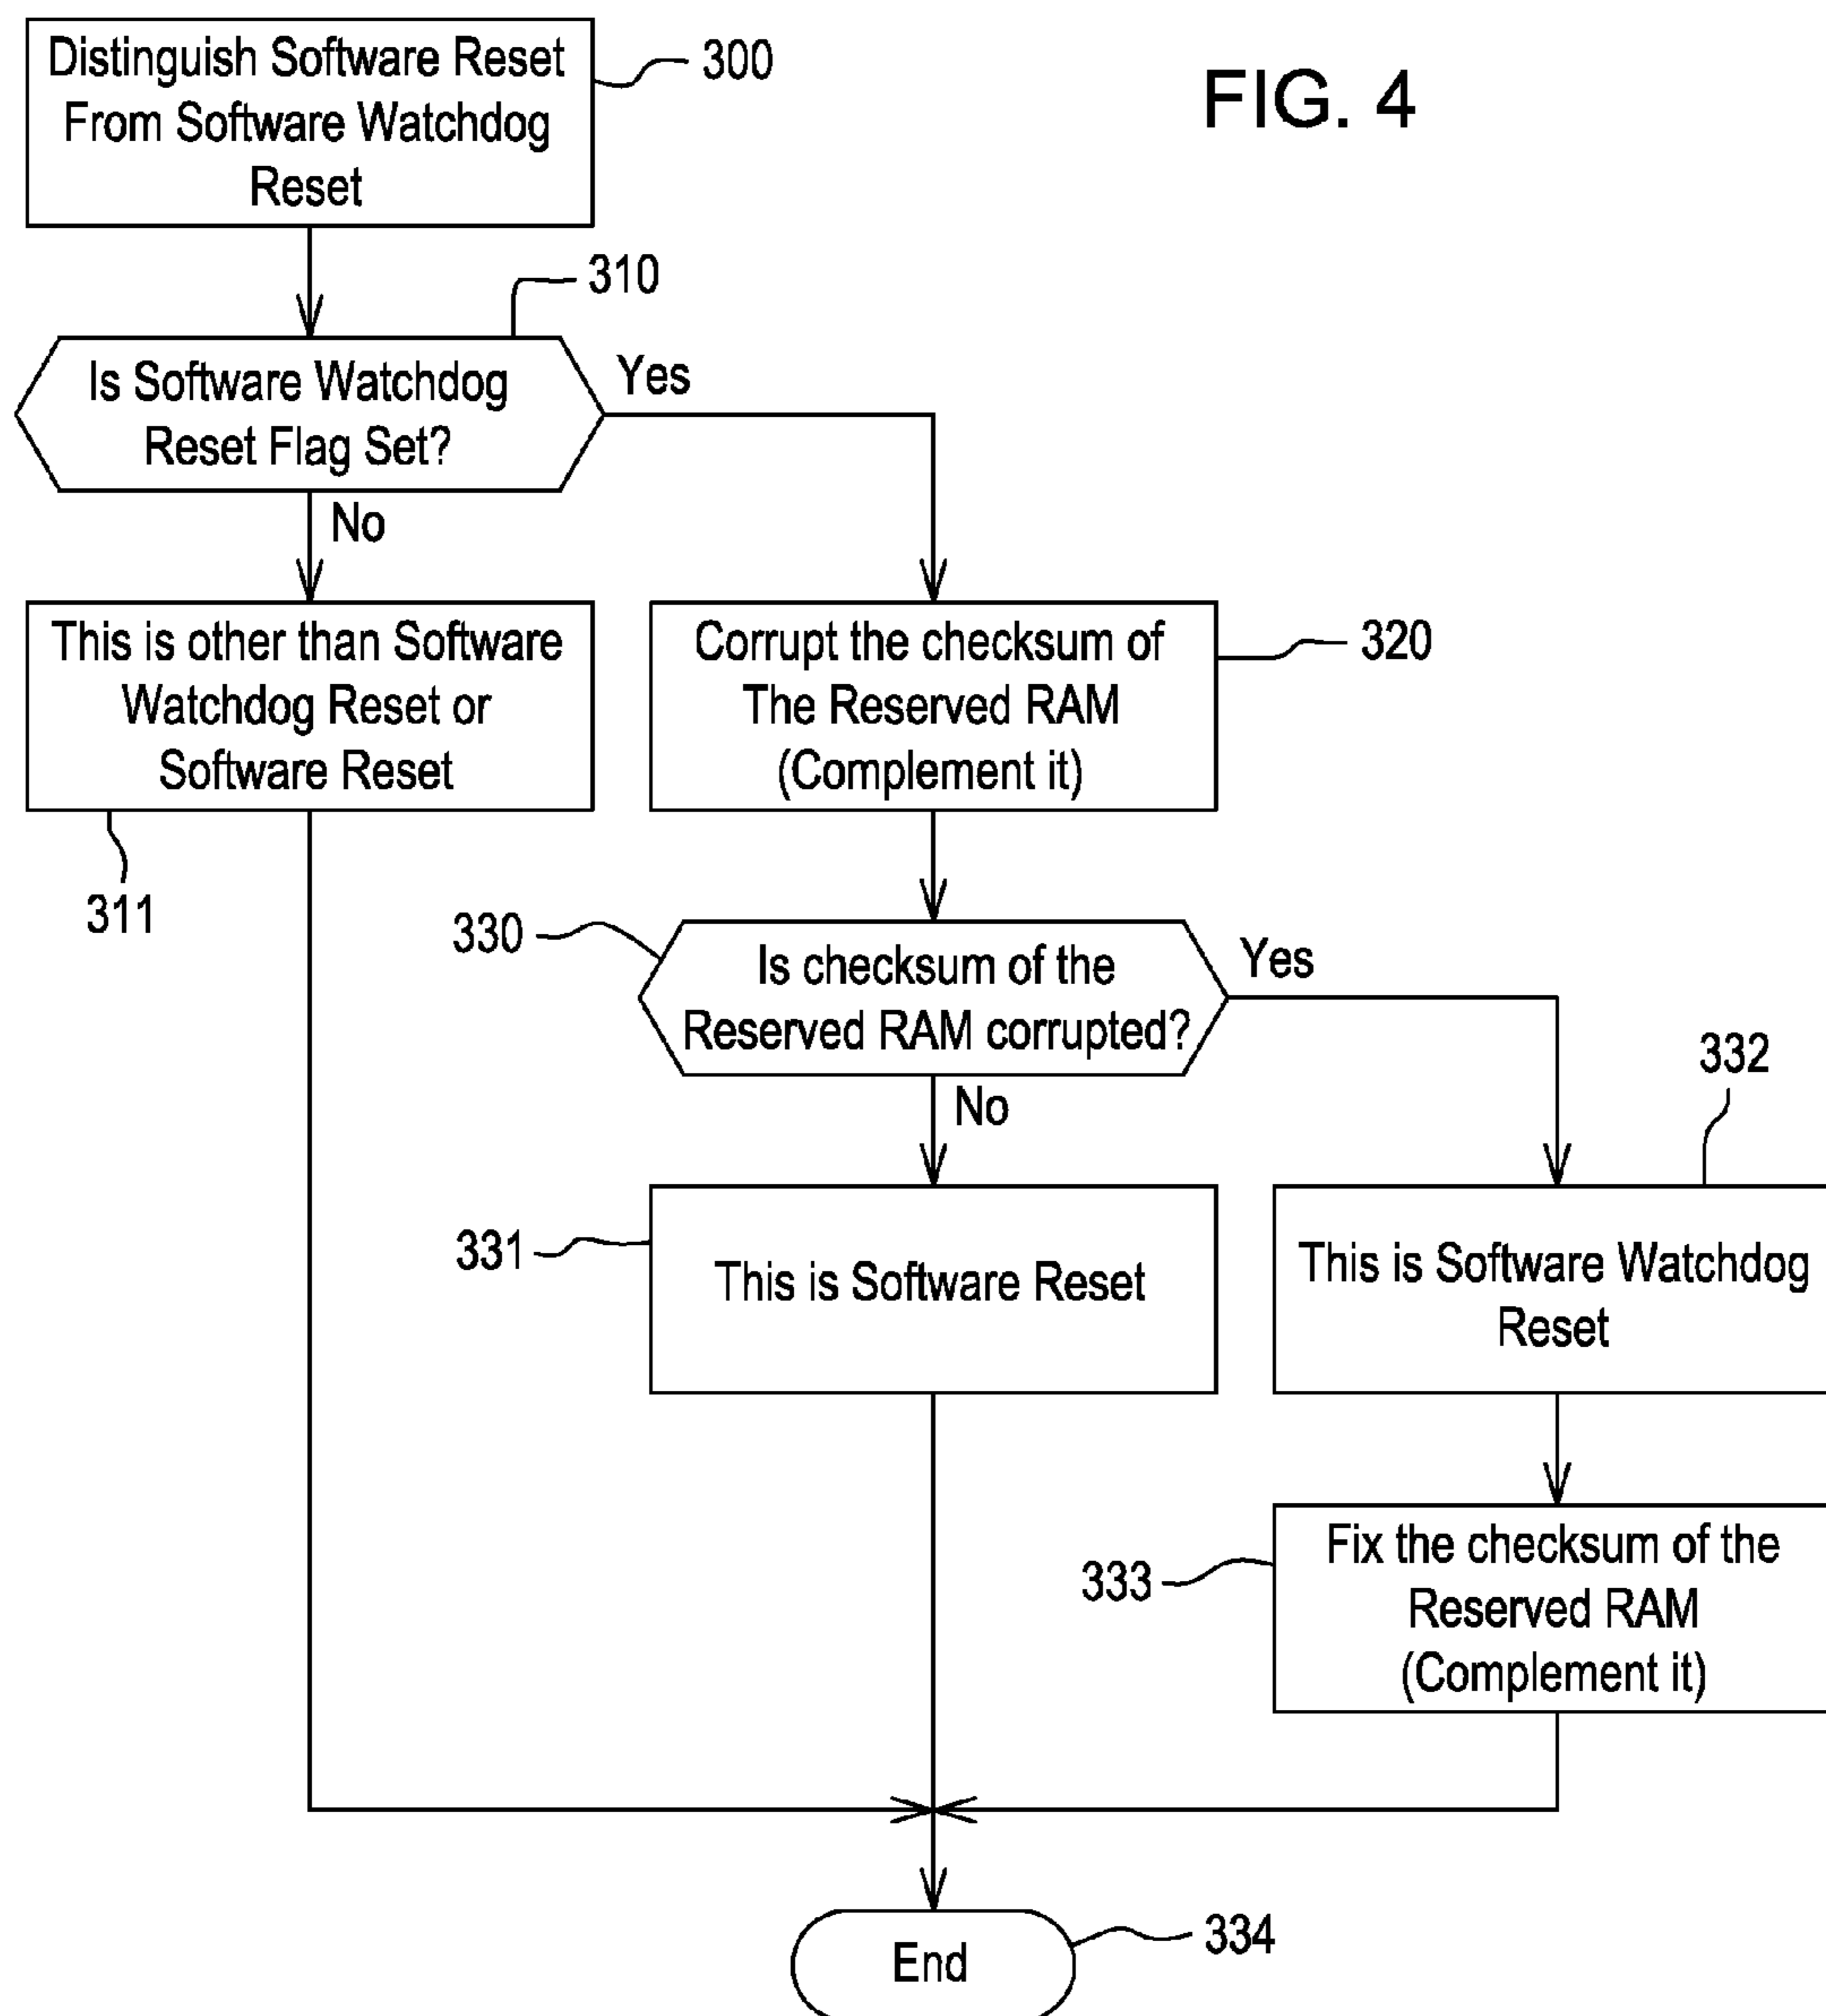 FIG. 4
Distinguish Software Reset
From Software Watchdog
Reset
300
310
Is Software Watchdog
Reset Flag Set?
Yes
No
This is other than Software
Watchdog Reset or
Software Reset
311
Corrupt the checksum of
The Reserved RAM
(Complement it)
320
330
Is checksum of the
Reserved RAM corrupted?
Yes
No
331
This is Software Reset
332
This is Software Watchdog
Reset
333
Fix the checksum of the
Reserved RAM
(Complement it)
End
334